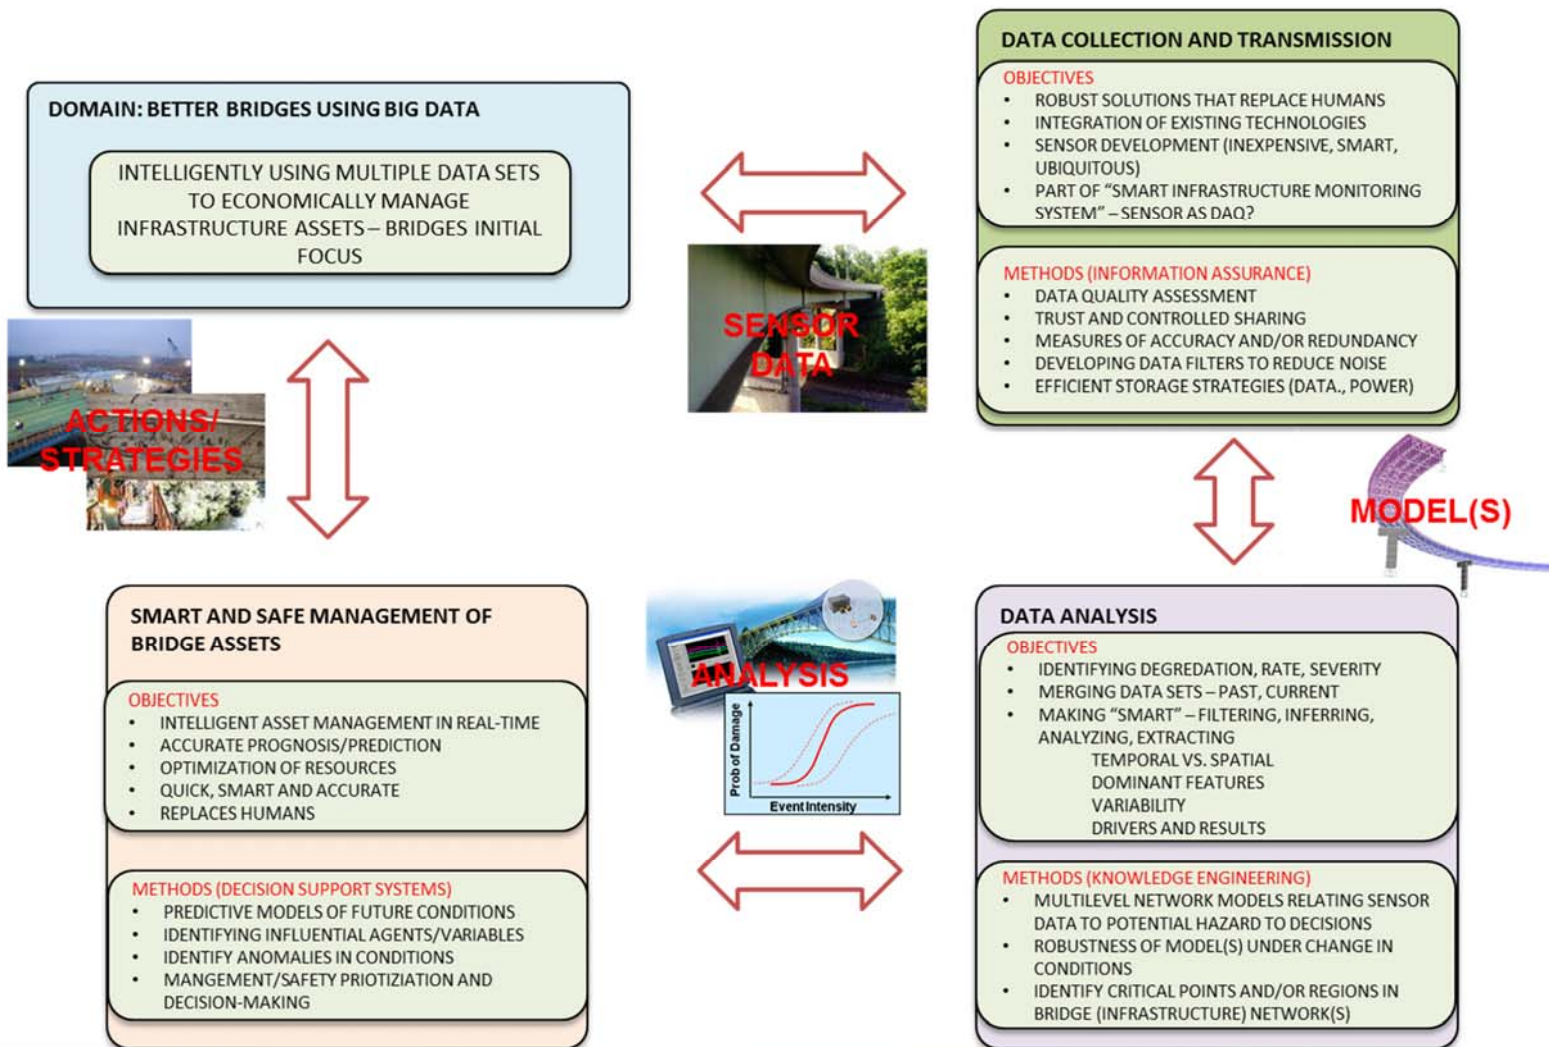 DOMAIN: BETTER BRIDGES USING BIG DATA
INTELLIGENTLY USING MULTIPLE DATA SETS
TO ECONOMICALLY MANAGE
INFRASTRUCTURE ASSETS – BRIDGES INITIAL
FOCUS
SENSOR
DATA
DATA COLLECTION AND TRANSMISSION
OBJECTIVES
• ROBUST SOLUTIONS THAT REPLACE HUMANS
• INTEGRATION OF EXISTING TECHNOLOGIES
• SENSOR DEVELOPMENT (INEXPENSIVE, SMART,
UBIQUITOUS)
• PART OF “SMART INFRASTRUCTURE MONITORING
SYSTEM” – SENSOR AS DAQ?
METHODS (INFORMATION ASSURANCE)
• DATA QUALITY ASSESSMENT
• TRUST AND CONTROLLED SHARING
• MEASURES OF ACCURACY AND/OR REDUNDANCY
• DEVELOPING DATA FILTERS TO REDUCE NOISE
• EFFICIENT STORAGE STRATEGIES (DATA., POWER)
ACTIONS/
STRATEGIES
MODEL(S)
SMART AND SAFE MANAGEMENT OF
BRIDGE ASSETS
OBJECTIVES
• INTELLIGENT ASSET MANAGEMENT IN REAL-TIME
• ACCURATE PROGNOSIS/PREDICTION
• OPTIMIZATION OF RESOURCES
• QUICK, SMART AND ACCURATE
• REPLACES HUMANS
METHODS (DECISION SUPPORT SYSTEMS)
• PREDICTIVE MODELS OF FUTURE CONDITIONS
• IDENTIFYING INFLUENTIAL AGENTS/VARIABLES
• IDENTIFY ANOMALIES IN CONDITIONS
• MANGEMENT/SAFETY PRIOTIZIATION AND
DECISION-MAKING
ANALYSIS
Prob of Damage
Event Intensity
DATA ANALYSIS
OBJECTIVES
• IDENTIFYING DEGREDATION, RATE, SEVERITY
• MERGING DATA SETS – PAST, CURRENT
• MAKING “SMART” – FILTERING, INFERRING,
ANALYZING, EXTRACTING
TEMPORAL VS. SPATIAL
DOMINANT FEATURES
VARIABILITY
DRIVERS AND RESULTS
METHODS (KNOWLEDGE ENGINEERING)
• MULTILEVEL NETWORK MODELS RELATING SENSOR
DATA TO POTENTIAL HAZARD TO DECISIONS
• ROBUSTNESS OF MODEL(S) UNDER CHANGE IN
CONDITIONS
• IDENTIFY CRITICAL POINTS AND/OR REGIONS IN
BRIDGE (INFRASTRUCTURE) NETWORK(S)